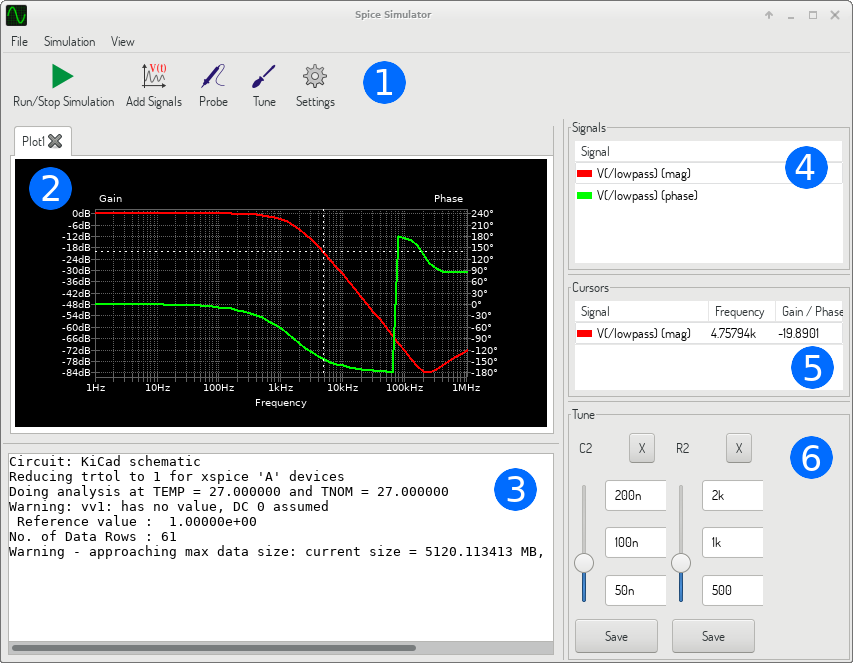 Spice Simulator
File Simulation View
Run/Stop Simulation Add Signals Probe Tune Settings
V(t)
1
Plot1
2
Gain Phase
0dB
-6dB
-12dB
-18dB
-24dB
-30dB
-36dB
-42dB
-48dB
-54dB
-60dB
-66dB
-72dB
-78dB
-84dB
240°
210°
180°
150°
120°
90°
60°
30°
0°
-30°
-60°
-90°
-120°
-150°
-180°
1Hz 10Hz 100Hz 1kHz 10kHz 100kHz 1MHz
Frequency
3
Circuit: KiCad schematic
Reducing trtol to 1 for xspice 'A' devices
Doing analysis at TEMP = 27.000000 and TNOM = 27.000000
Warning: vv1: has no value, DC 0 assumed
Reference value : 1.00000e+00
No. of Data Rows : 61
Warning - approaching max data size: current size = 5120.113413 MB,
Signals
Signal
4
V(/lowpass) (mag)
V(/lowpass) (phase)
Cursors
Signal Frequency Gain / Phase
V(/lowpass) (mag) 4.75794k -19.8901
5
Tune
C2 X R2 X
6
200n 2k
100n 1k
50n 500
Save Save